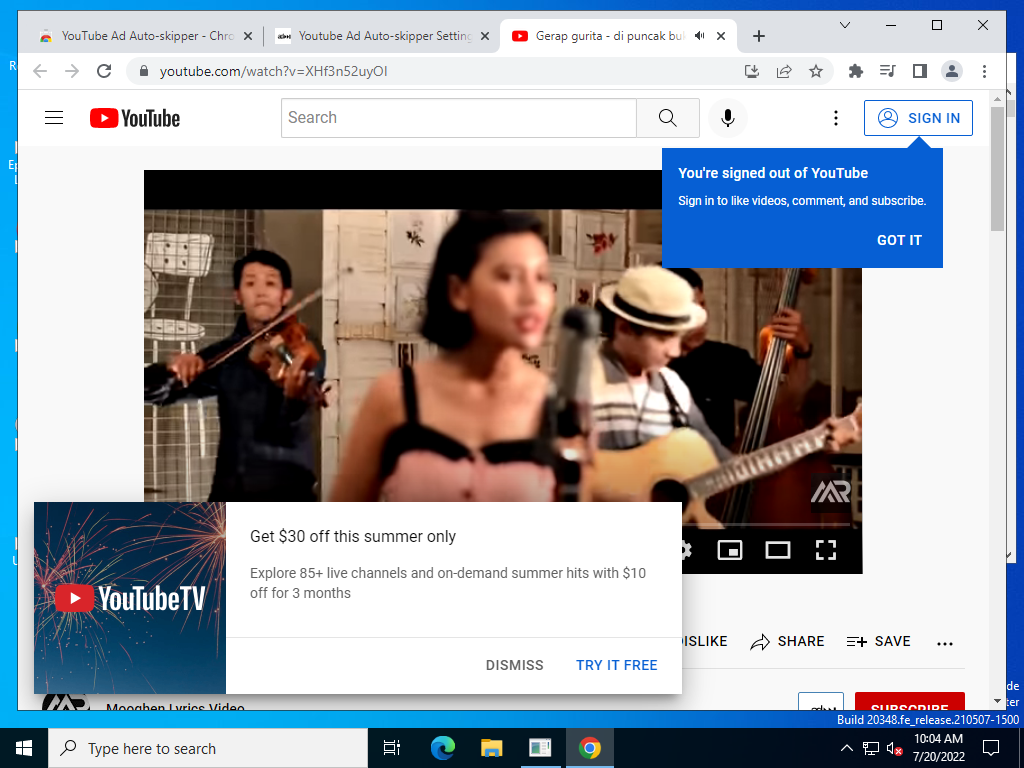 YouTube Ad Auto-skipper - Chro
Youtube Ad Auto-skipper Setting
Gerap gurita - di puncak buk
youtube.com/watch?v=XHf3n52uyOI
YouTube
Search
SIGN IN
You're signed out of YouTube
Sign in to like videos, comment, and subscribe.
GOT IT
MR
YouTubeTV
Get $30 off this summer only
Explore 85+ live channels and on-demand summer hits with $10
off for 3 months
DISMISS
TRY IT FREE
DISLIKE
SHARE
SAVE
Mooghen Lyrics Video
SUBSCRIBE
Build 20348.fe_release.210507-1500
Type here to search
10:04 AM
7/20/2022